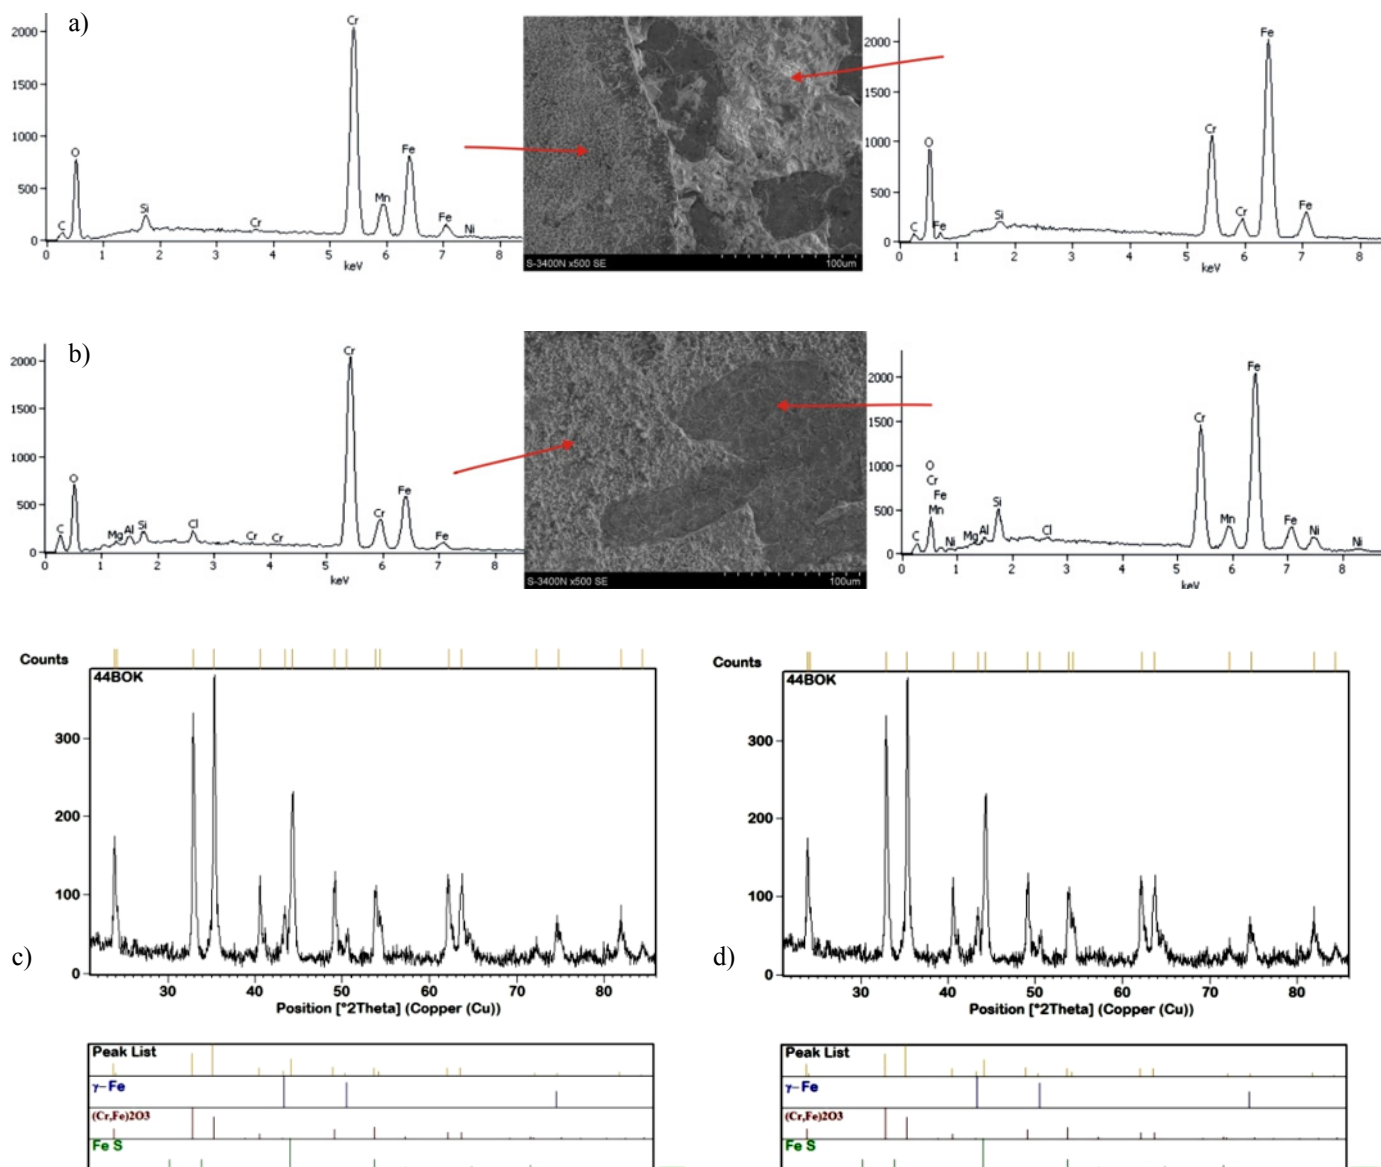 a)
Cr
2000
1500
1000
500
0
O
Fe
Mn
Si
Cr
Fe
Ni
C
0 1 2 3 4 5 6 7 8
keV
S-3400N x500 SE 100um
Fe
2000
1500
1000
500
0
O
Cr
Si
Cr
Fe
C
Fe
0 1 2 3 4 5 6 7 8
keV
b)
Cr
2000
1500
1000
500
0
O
Fe
Cr
C
Mg
Al
Si
Cl
Cr
Cr
Fe
0 1 2 3 4 5 6 7 8
keV
S-3400N x500 SE 100um
Fe
2000
1500
1000
500
0
Cr
O
Cr
Fe
Mn
Si
Mn
Fe
Ni
C
Ni
Mg
Al
Cl
Ni
0 1 2 3 4 5 6 7 8
keV
Counts
44BOK
300
200
100
0
c)
30 40 50 60 70 80
Position [°2Theta] (Copper (Cu))
Peak List
γ-Fe
(Cr,Fe)2O3
Fe S
Counts
44BOK
300
200
100
0
d)
30 40 50 60 70 80
Position [°2Theta] (Copper (Cu))
Peak List
γ-Fe
(Cr,Fe)2O3
Fe S